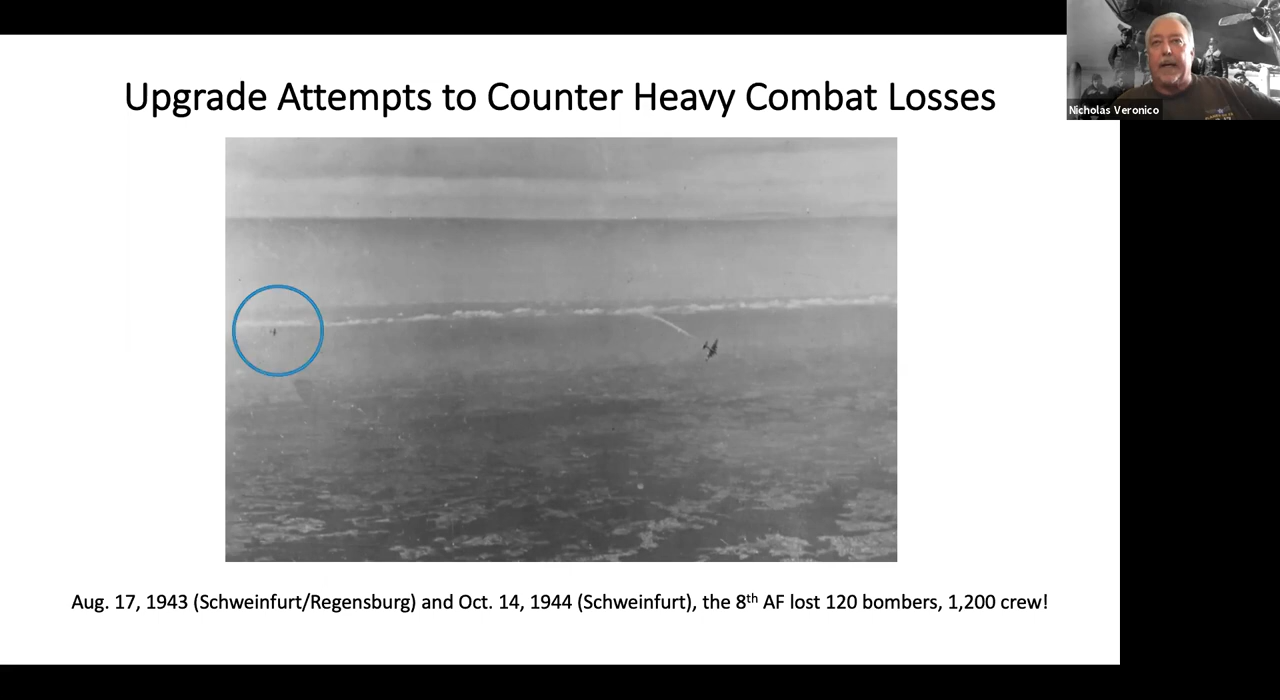 Upgrade Attempts to Counter Heavy Combat Losses
Nicholas Veronico
Aug. 17, 1943 (Schweinfurt/Regensburg) and Oct. 14, 1944 (Schweinfurt), the 8th AF lost 120 bombers, 1,200 crew!